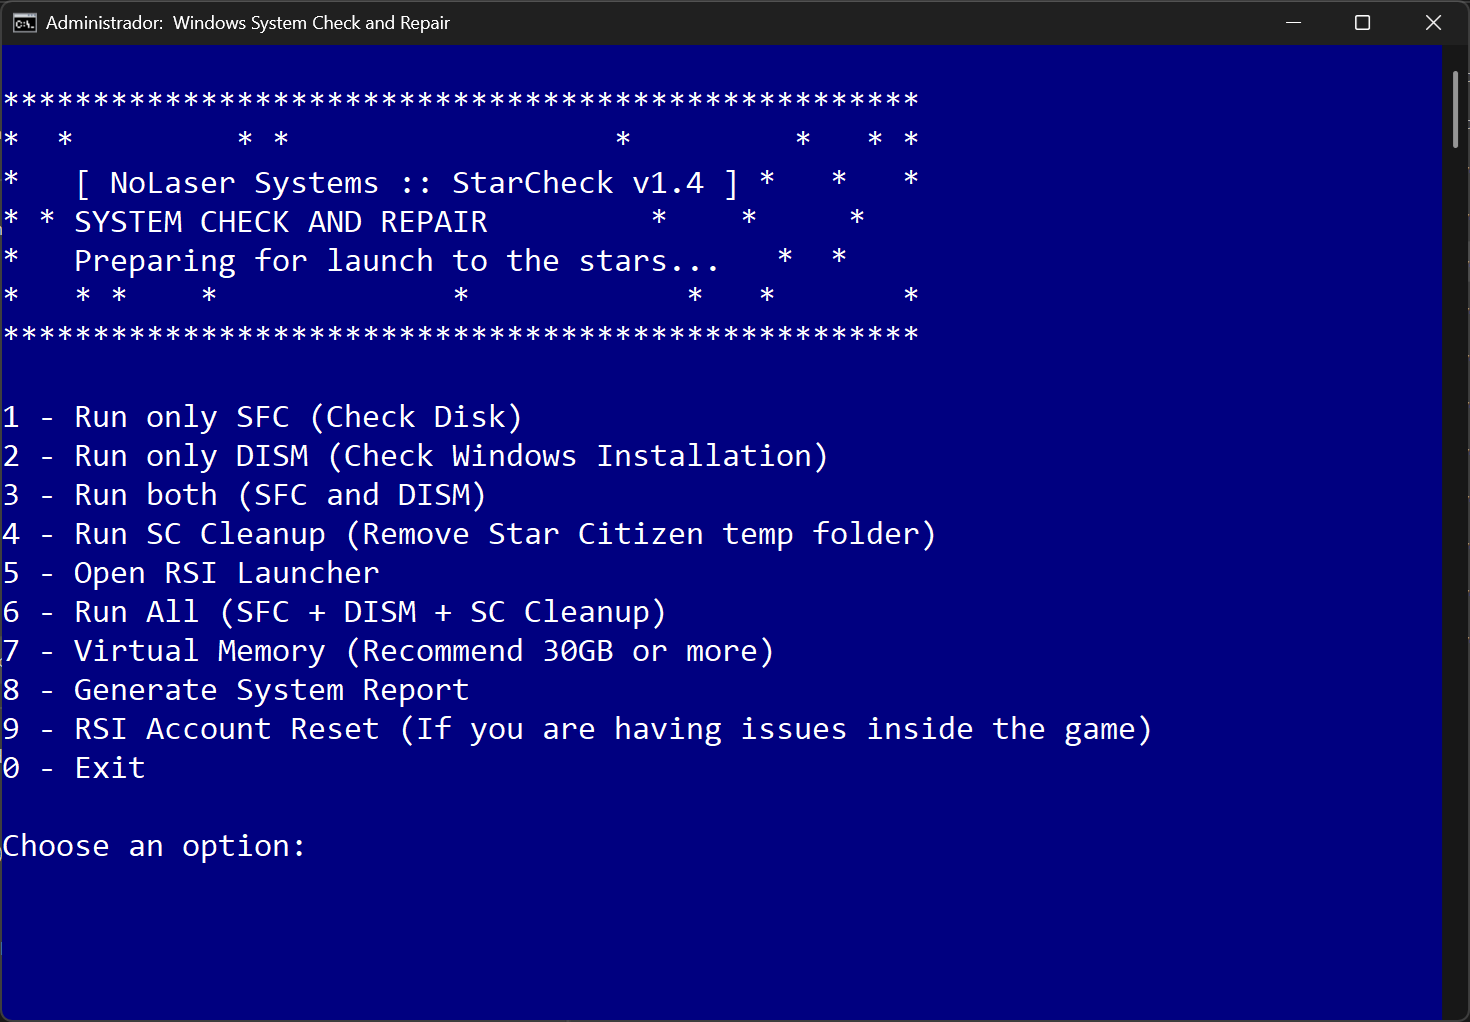 Administrador: Windows System Check and Repair
***************************************************
*  *         * *                  *         *   * *
*   [ NoLaser Systems :: StarCheck v1.4 ] *   *   *
* * SYSTEM CHECK AND REPAIR         *    *     *
*   Preparing for launch to the stars...   *  *
*   * *    *             *            *   *       *
***************************************************
1 - Run only SFC (Check Disk)
2 - Run only DISM (Check Windows Installation)
3 - Run both (SFC and DISM)
4 - Run SC Cleanup (Remove Star Citizen temp folder)
5 - Open RSI Launcher
6 - Run All (SFC + DISM + SC Cleanup)
7 - Virtual Memory (Recommend 30GB or more)
8 - Generate System Report
9 - RSI Account Reset (If you are having issues inside the game)
0 - Exit
Choose an option: